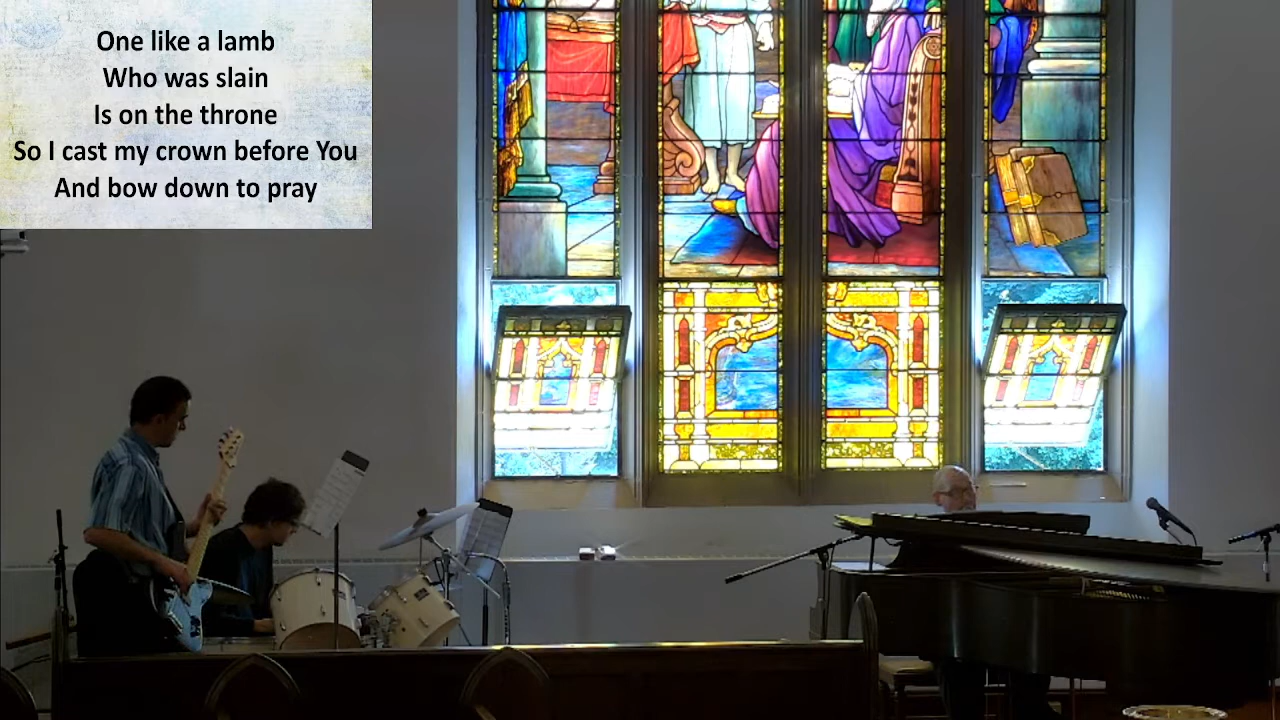 One like a lamb
Who was slain
Is on the throne
So I cast my crown before You
And bow down to pray